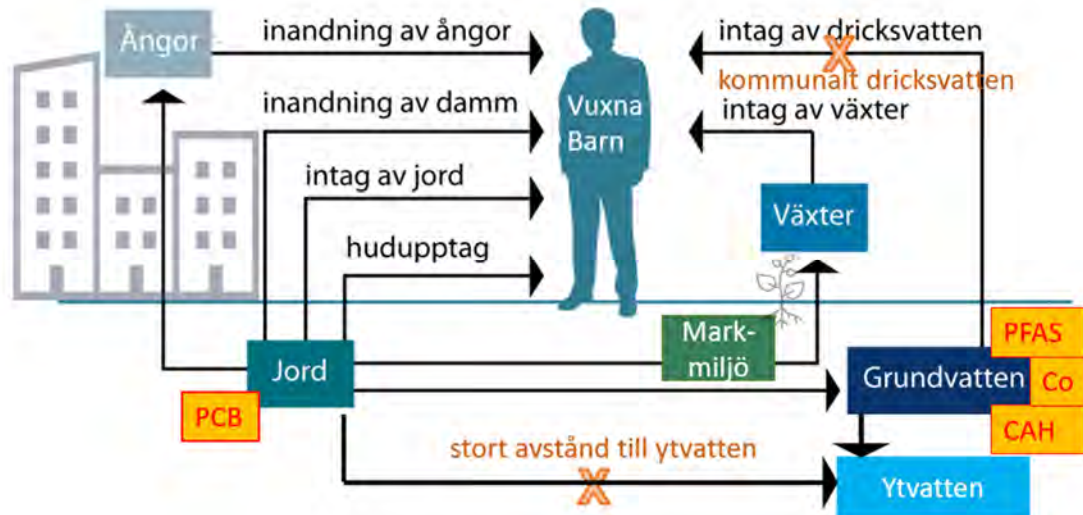 Ångor
inandning av ångor
intag av dricksvatten
X
kommunalt dricksvatten
inandning av damm
Vuxna
Barn
intag av växter
intag av jord
Växter
hudupptag
Mark-
miljö
PFAS
Jord
Grundvatten
Co
PCB
CAH
stort avstånd till ytvatten
X
Ytvatten